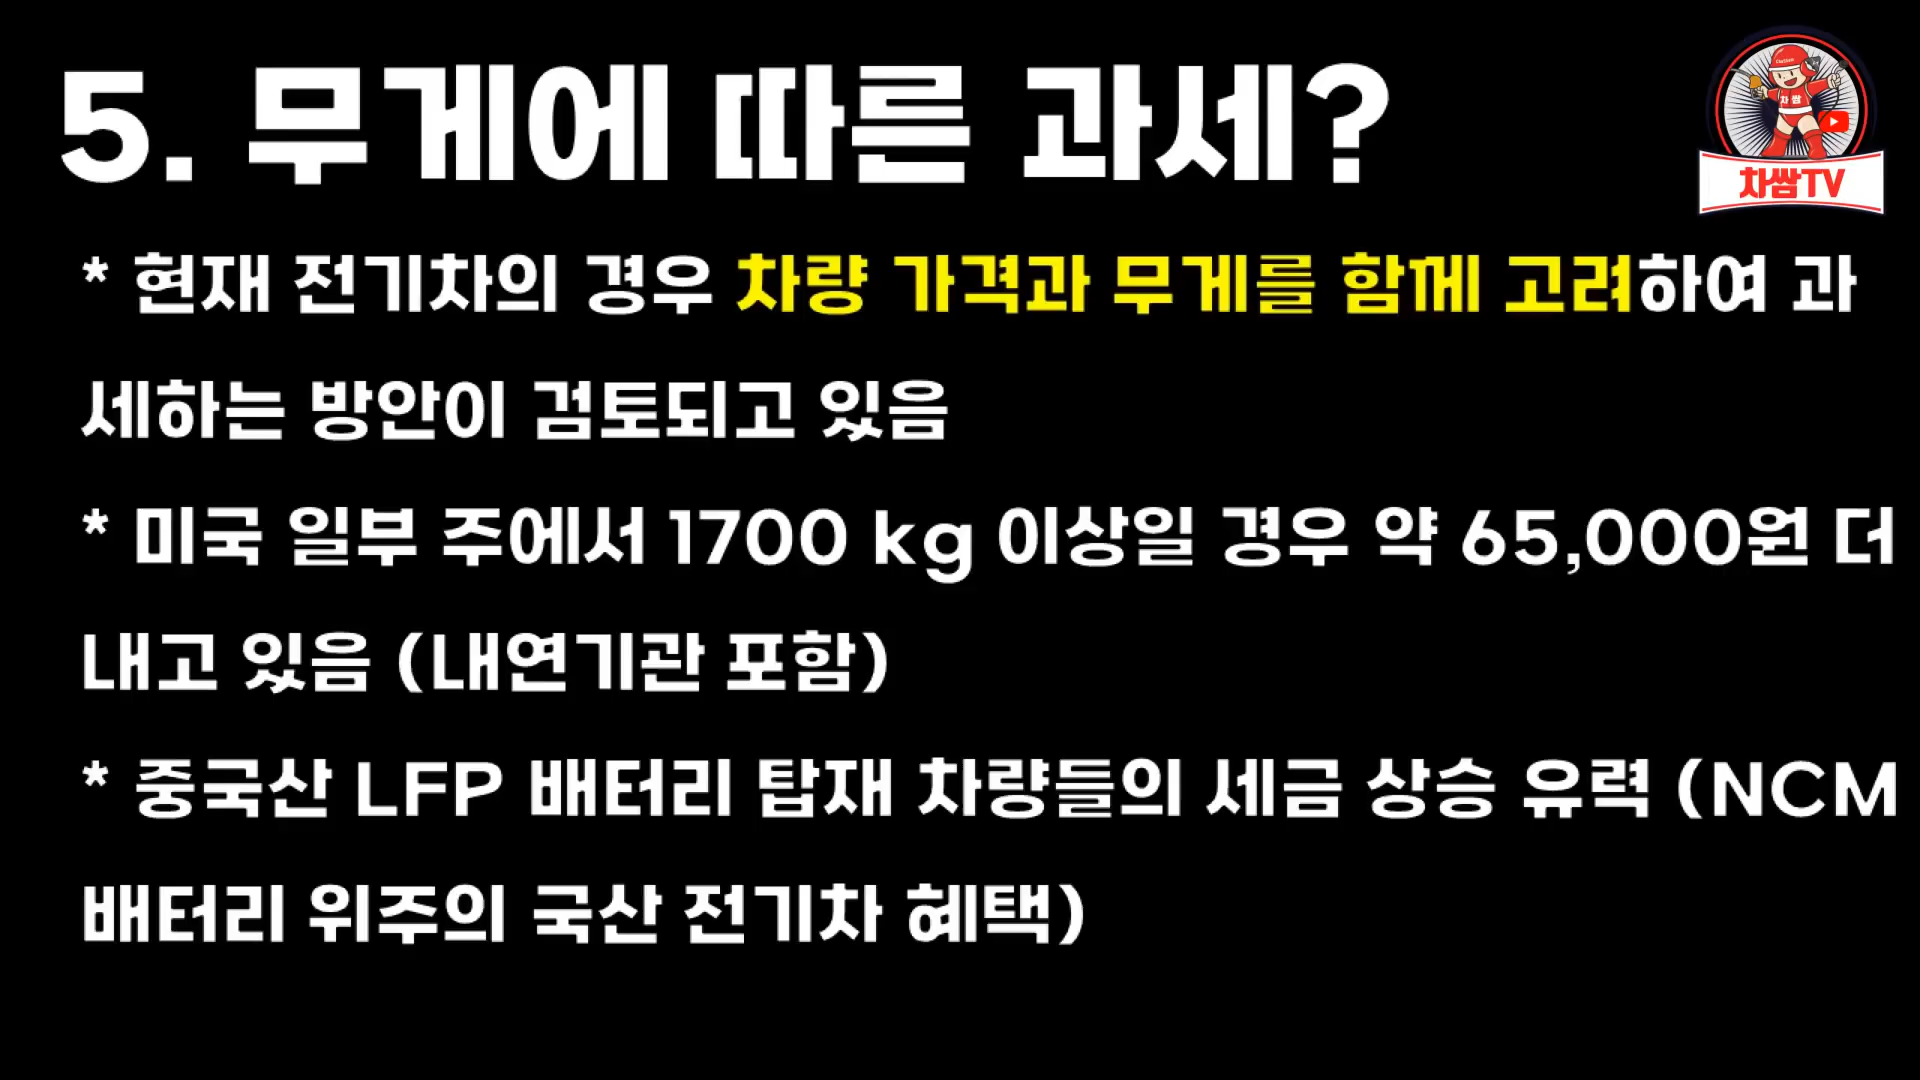 5. 무게에 따른 과세?
차쌈
차쌈TV
* 현재 전기차의 경우 차량 가격과 무게를 함께 고려하여 과
세하는 방안이 검토되고 있음
* 미국 일부 주에서 1700 kg 이상일 경우 약 65,000원 더
내고 있음 (내연기관 포함)
* 중국산 LFP 배터리 탑재 차량들의 세금 상승 유력 (NCM
배터리 위주의 국산 전기차 혜택)